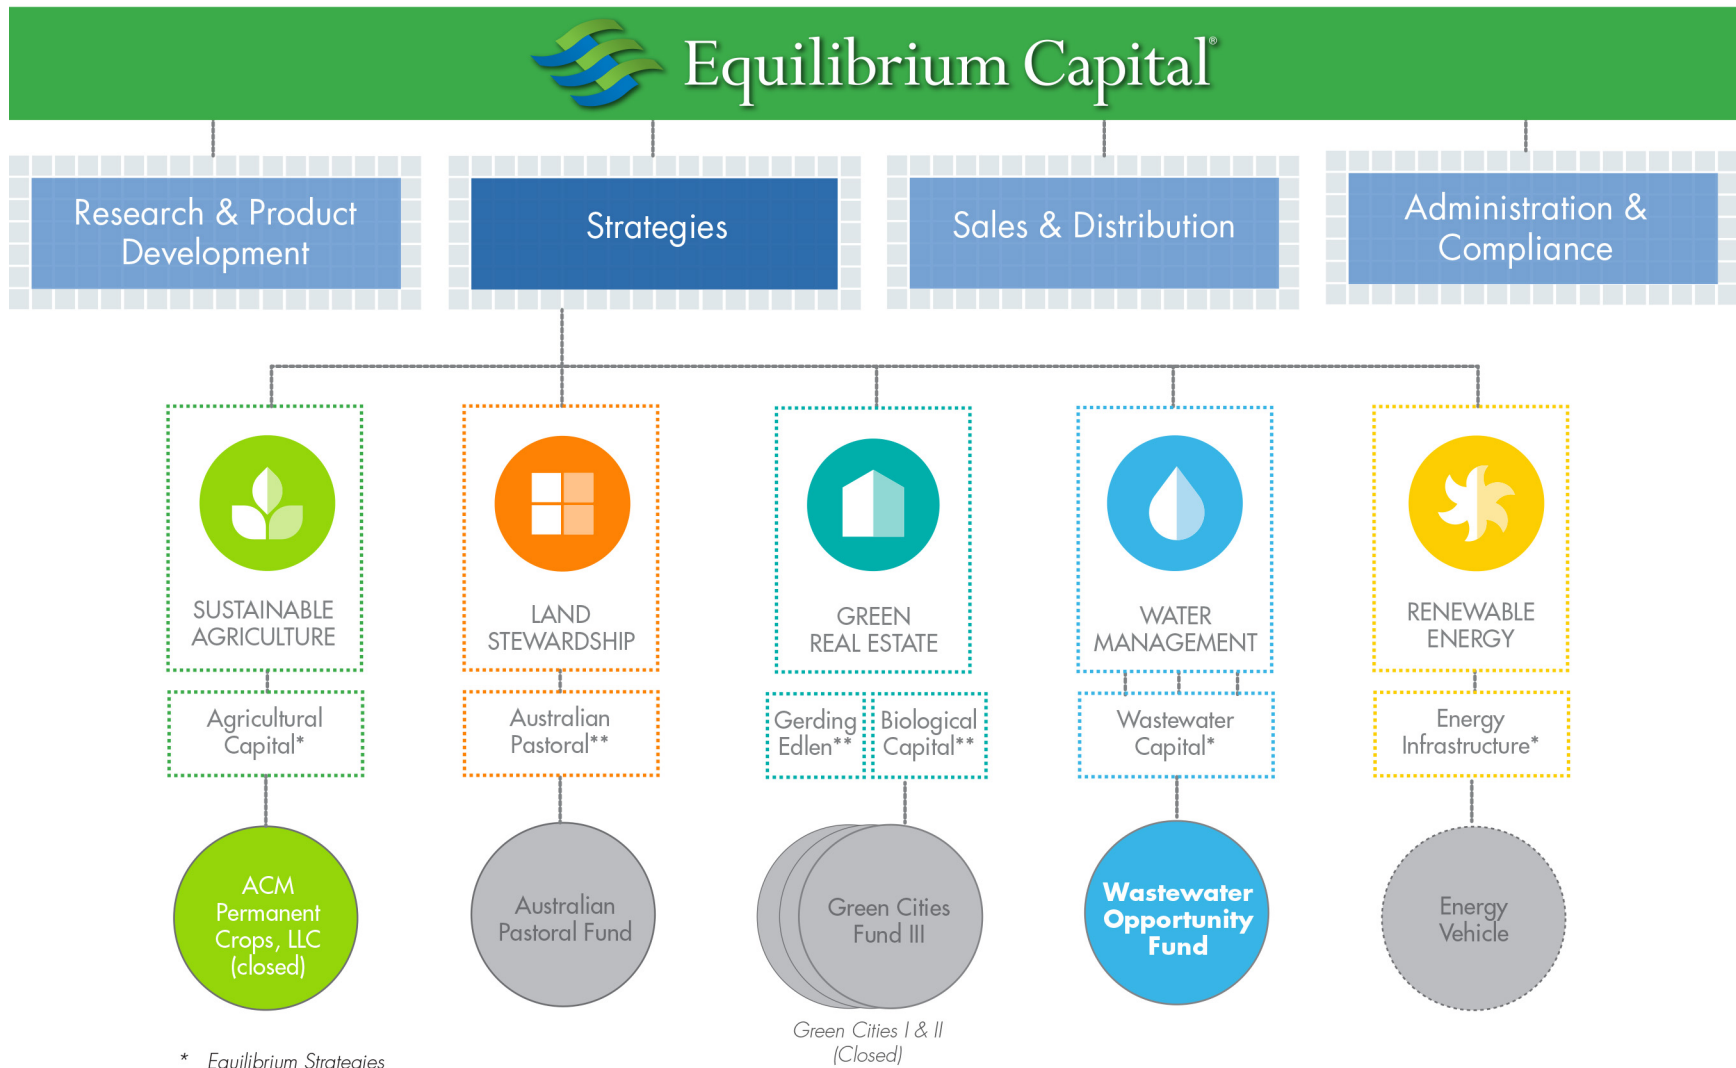 Equilibrium Capital®
Research & Product
Development
Strategies
Sales & Distribution
Administration &
Compliance
SUSTAINABLE
AGRICULTURE
LAND
STEWARDSHIP
GREEN
REAL ESTATE
WATER
MANAGEMENT
RENEWABLE
ENERGY
Agricultural
Capital*
Australian
Pastoral**
Gerding
Edlen**
Biological
Capital**
Wastewater
Capital*
Energy
Infrastructure*
ACM
Permanent
Crops, LLC
(closed)
Australian
Pastoral Fund
Green Cities
Fund III
Wastewater
Opportunity
Fund
Energy
Vehicle
Green Cities I & II
(Closed)
* Equilibrium Strategies